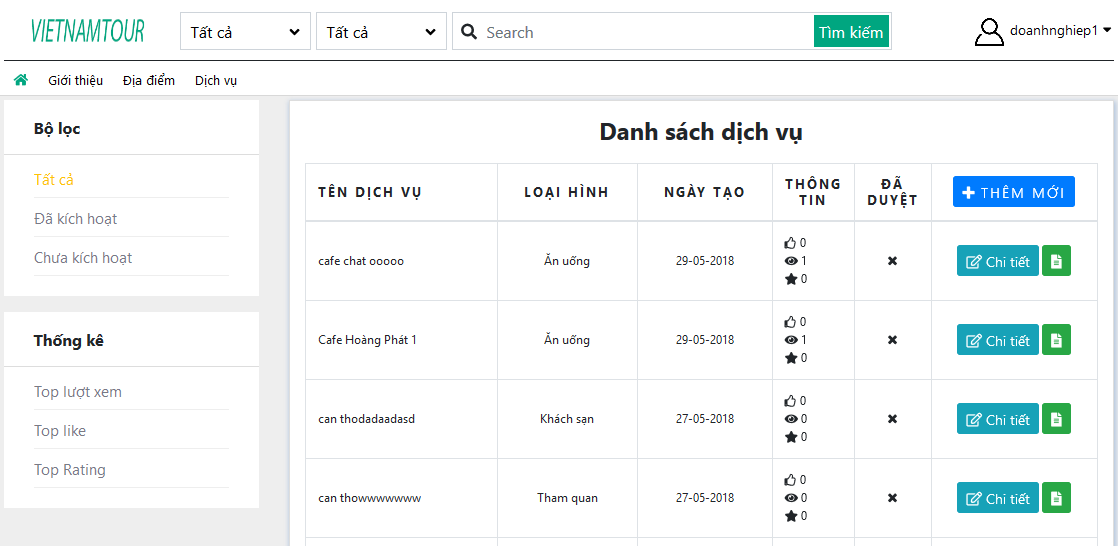 VIETNAMTOUR Tất cả Tất cả Search Tìm kiếm doanhnghiep1
Giới thiệu Địa điểm Dịch vụ
Bộ lọc
Tất cả
Đã kích hoạt
Chưa kích hoạt
Thống kê
Top lượt xem
Top like
Top Rating
Danh sách dịch vụ
TÊN DỊCH VỤ LOẠI HÌNH NGÀY TẠO THÔNG TIN ĐÃ DUYỆT THÊM MỚI
cafe chat ooooo Ăn uống 29-05-2018 0 1 0 Chi tiết
Cafe Hoàng Phát 1 Ăn uống 29-05-2018 0 1 0 Chi tiết
can thodadaadasd Khách sạn 27-05-2018 0 0 0 Chi tiết
can thowwwwwww Tham quan 27-05-2018 0 0 0 Chi tiết